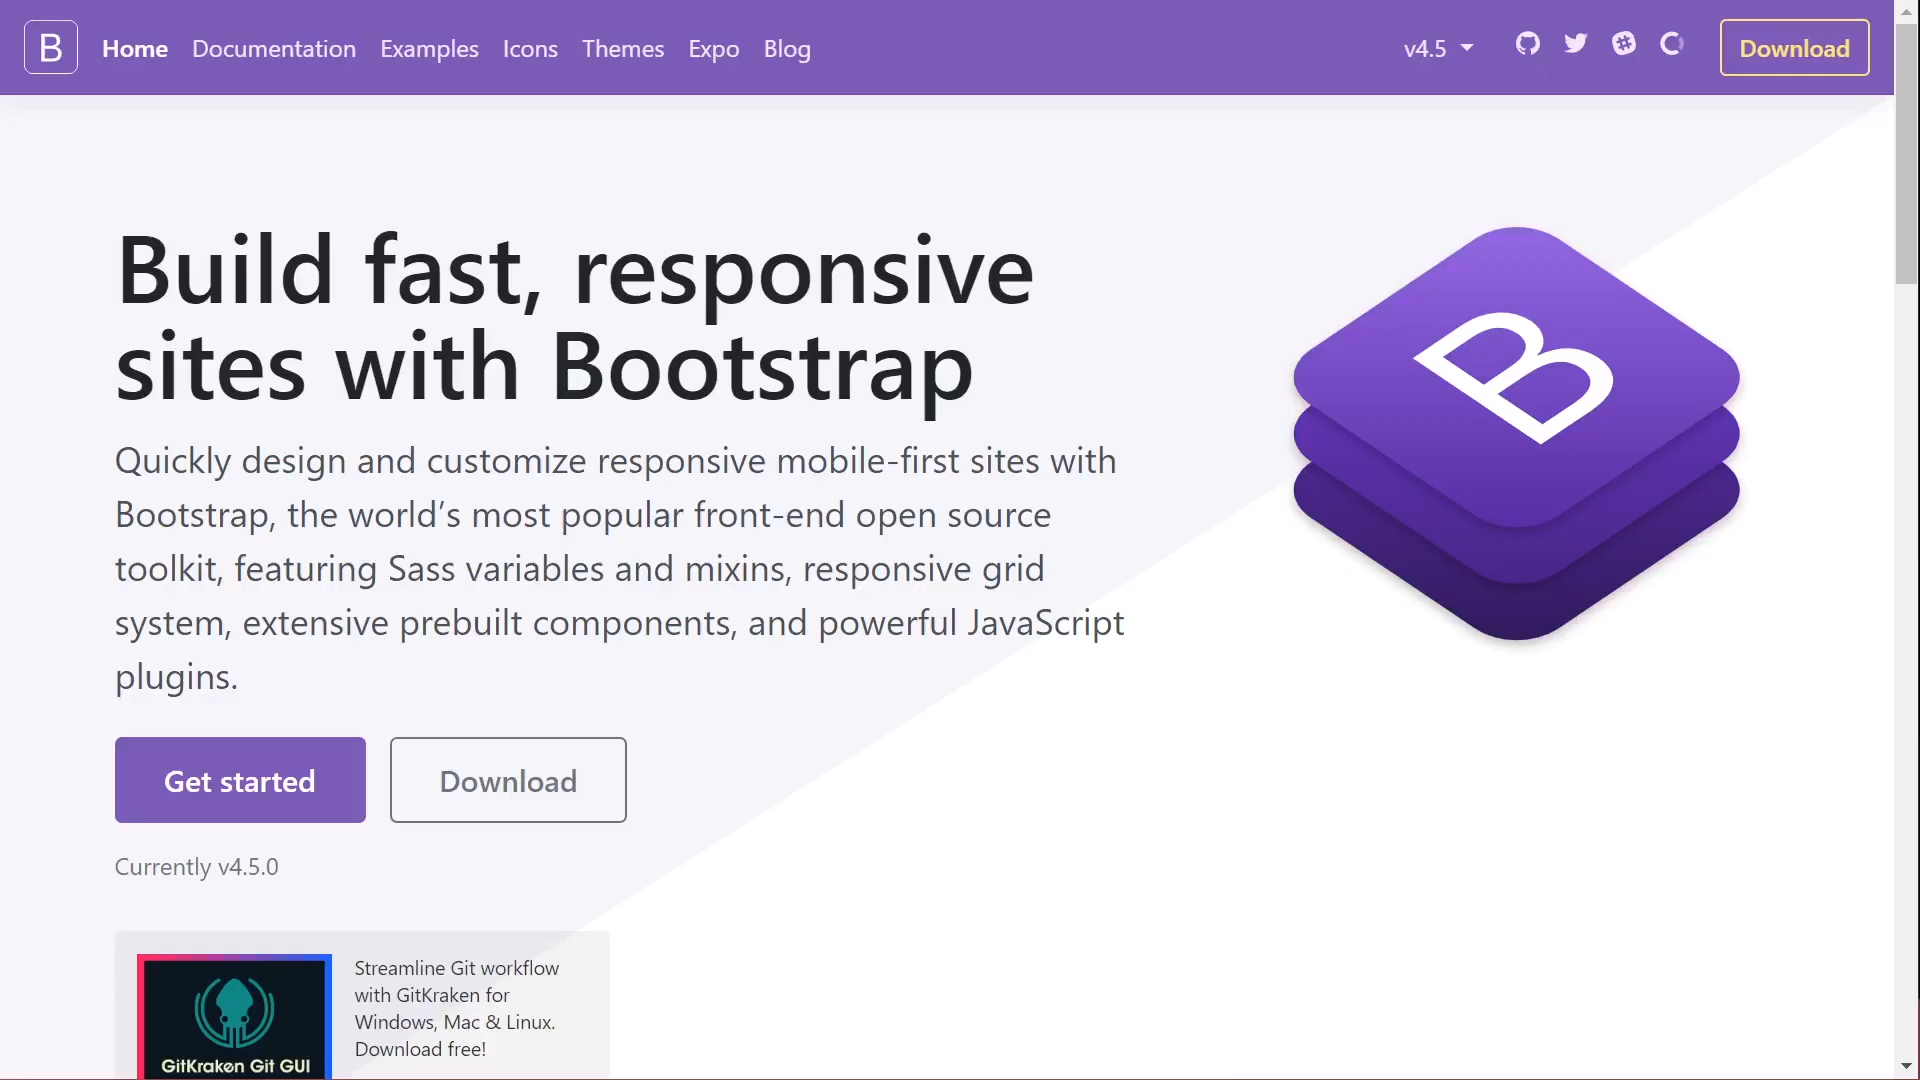 B Home Documentation Examples Icons Themes Expo Blog v4.5 Download
Build fast, responsive
sites with Bootstrap
Quickly design and customize responsive mobile-first sites with
Bootstrap, the world’s most popular front-end open source
toolkit, featuring Sass variables and mixins, responsive grid
system, extensive prebuilt components, and powerful JavaScript
plugins.
B
Get started Download
Currently v4.5.0
Streamline Git workflow
with GitKraken for
Windows, Mac & Linux.
Download free!
GitKraken Git GUI